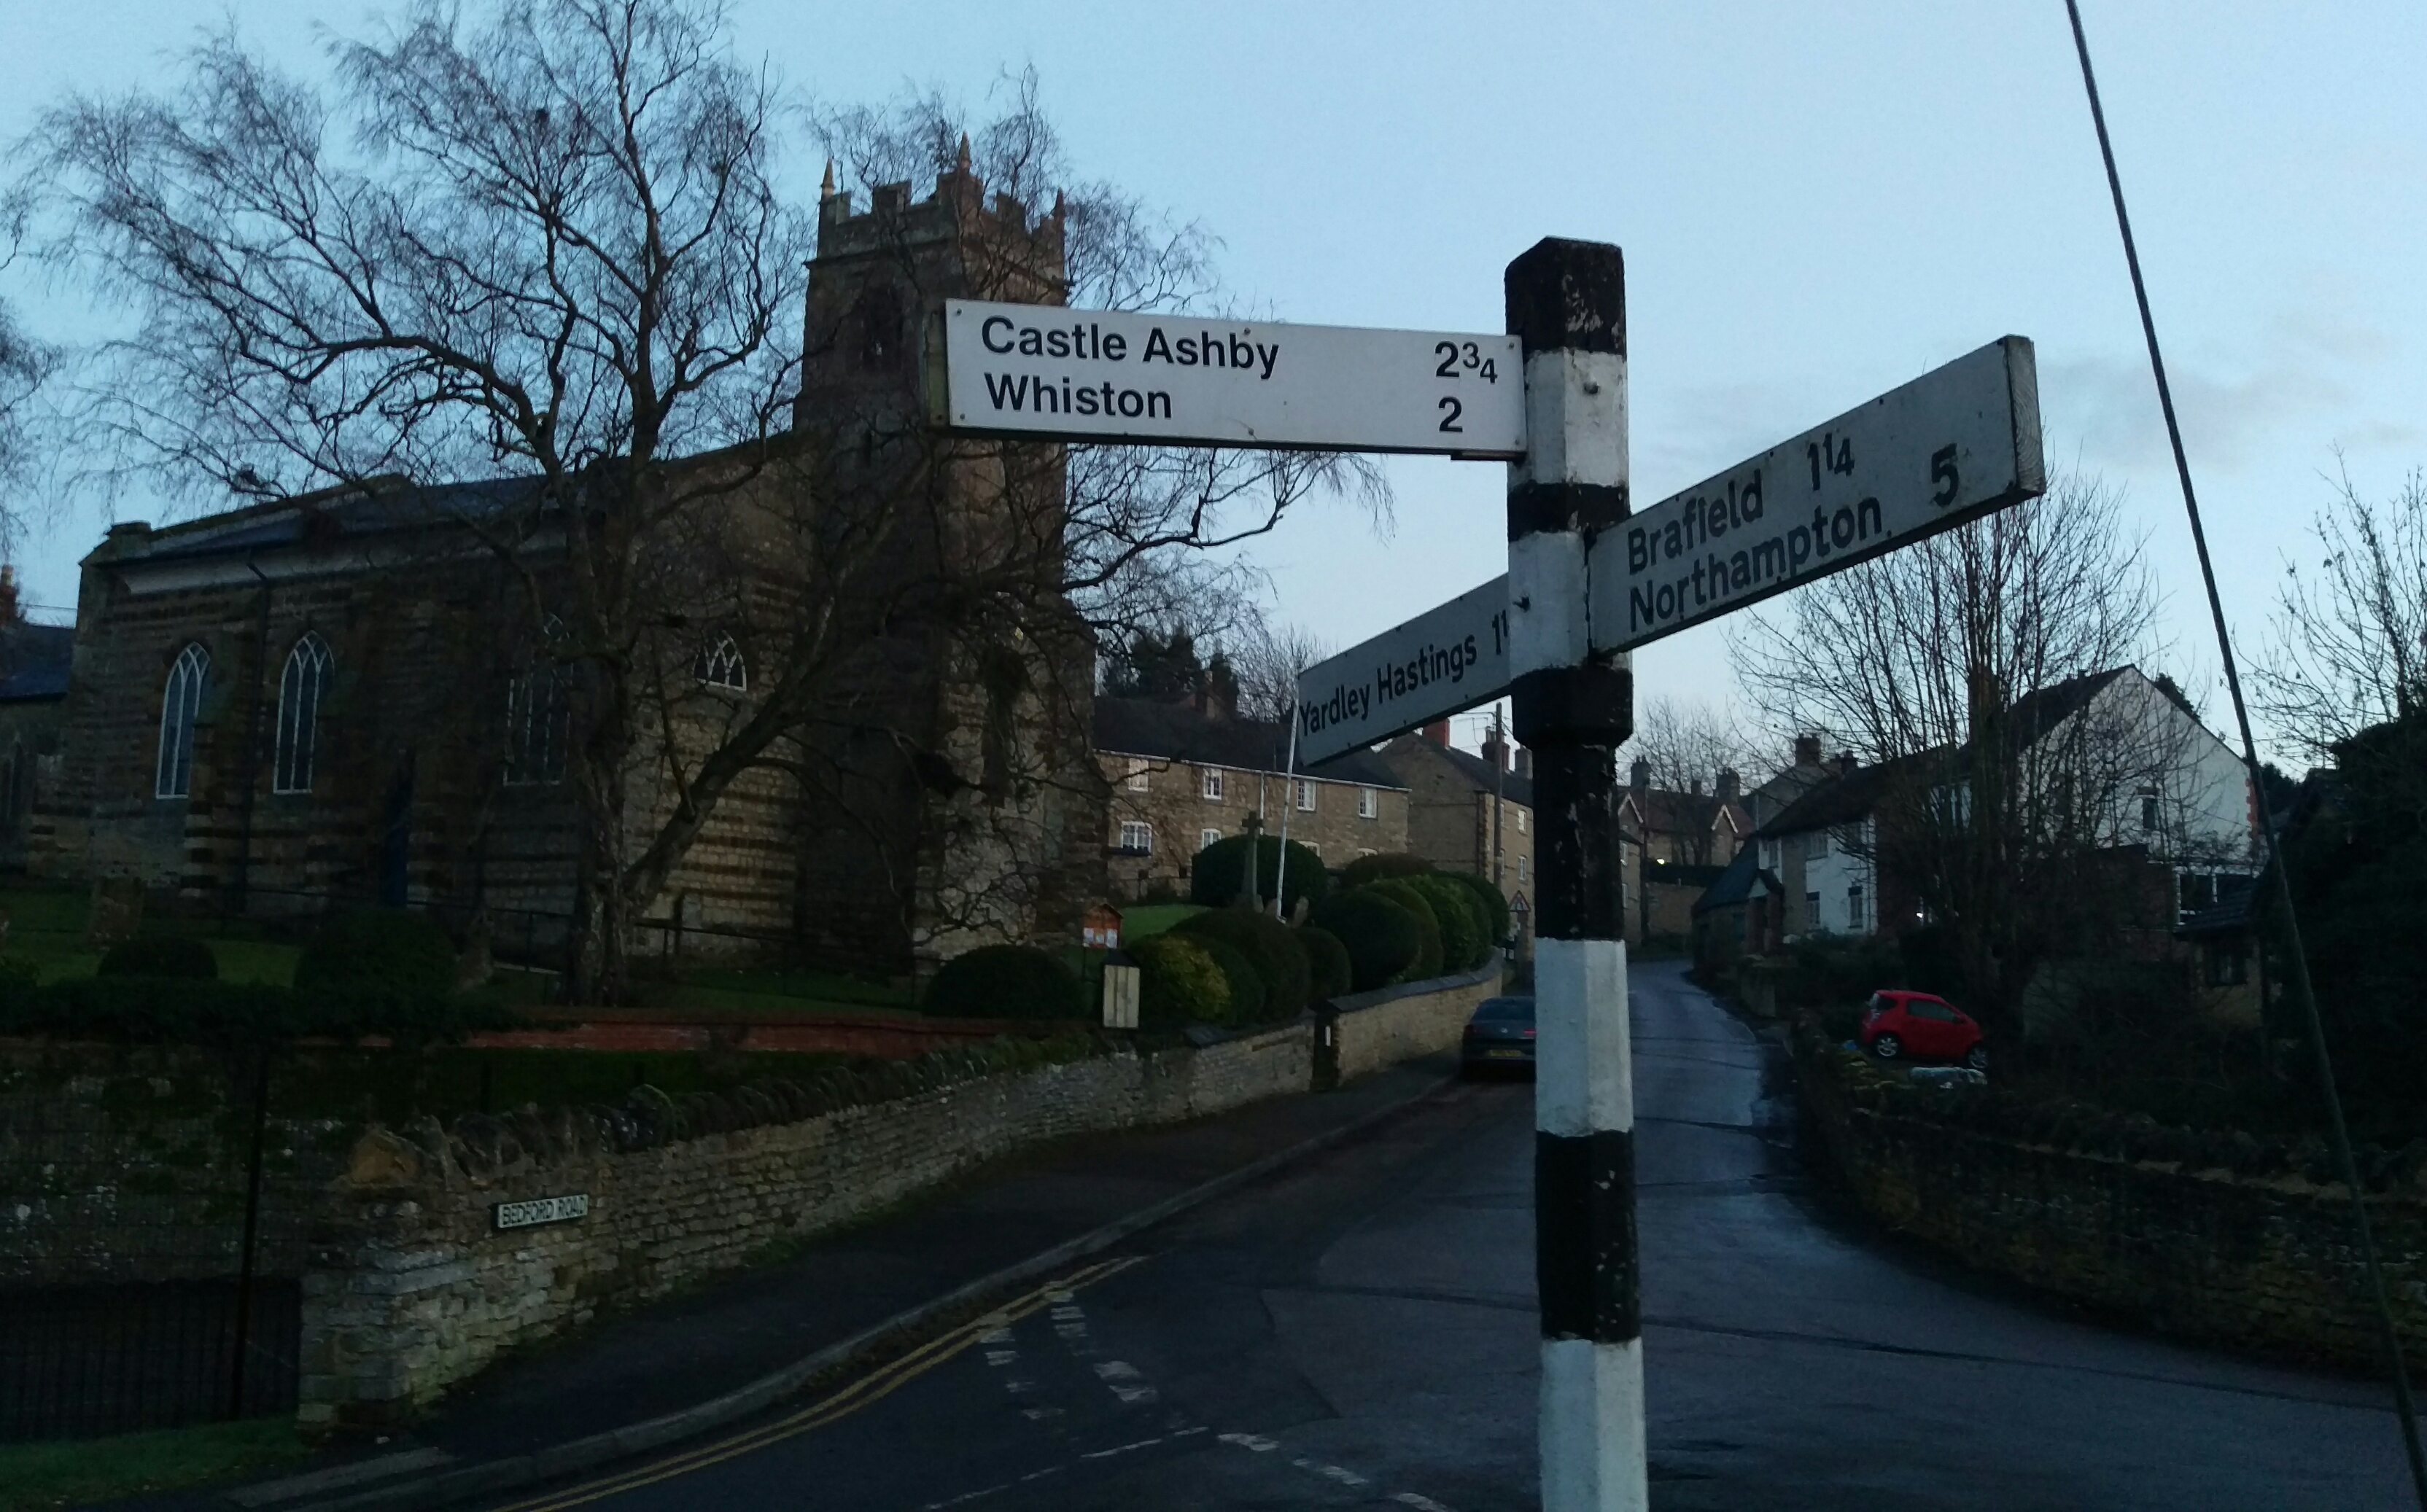 Castle Ashby 2¾
Whiston 2
Brafield 1¼
Northampton 5
Yardley Hastings 1
BEDFORD ROAD